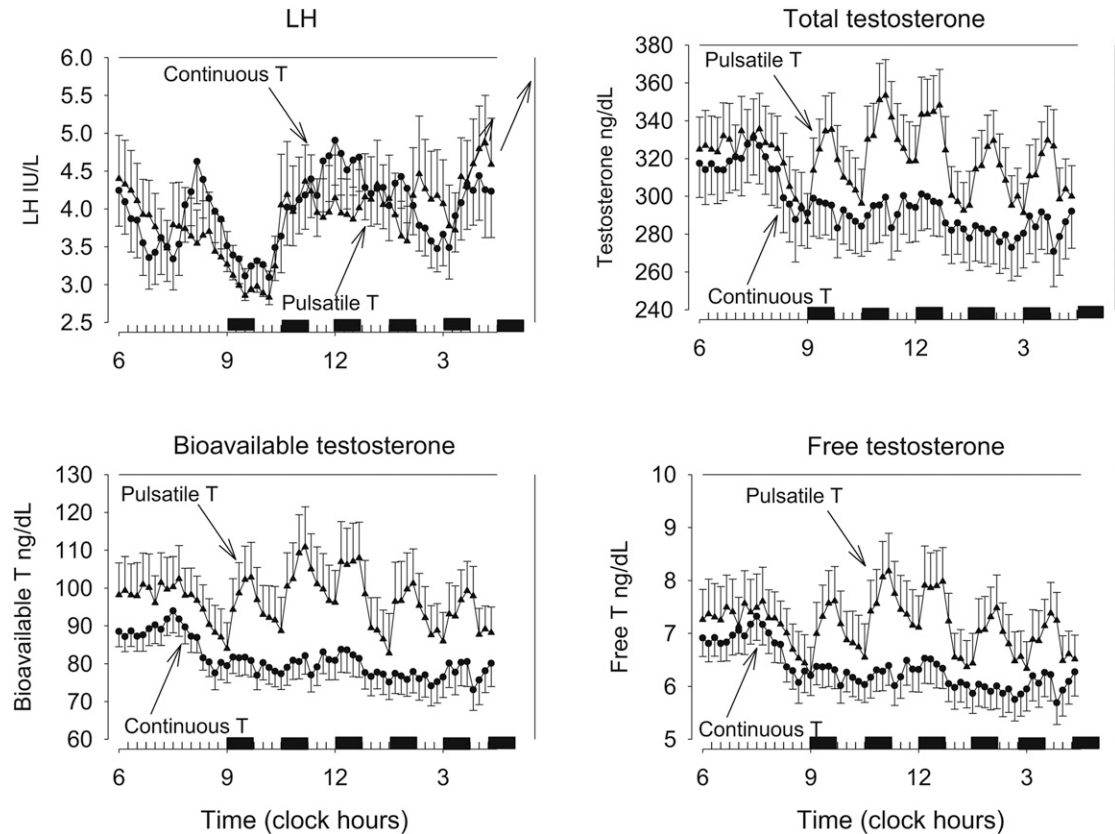 LH
LH IU/L
6.0
5.5
5.0
4.5
4.0
3.5
3.0
2.5
Continuous T
Pulsatile T
6
9
12
3
Total testosterone
Testosterone ng/dL
380
360
340
320
300
280
260
240
Pulsatile T
Continuous T
6
9
12
3
Bioavailable testosterone
Bioavailable T ng/dL
130
120
110
100
90
80
70
60
Pulsatile T
Continuous T
6
9
12
3
Time (clock hours)
Free testosterone
Free T ng/dL
10
9
8
7
6
5
Pulsatile T
Continuous T
6
9
12
3
Time (clock hours)